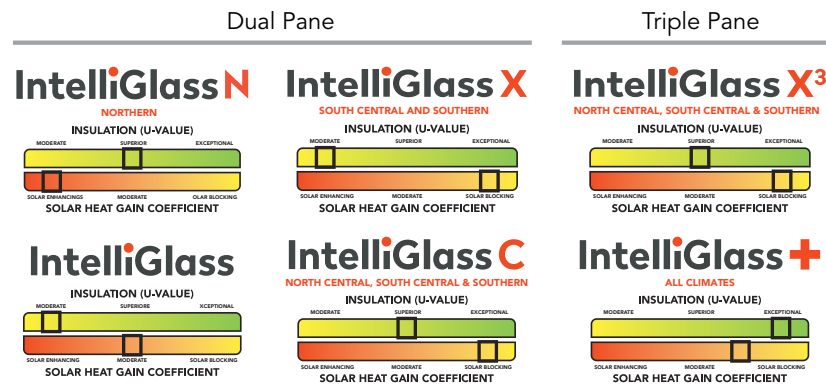 Dual Pane
Triple Pane
IntelliGlass N
NORTHERN
INSULATION (U-VALUE)
MODERATE SUPERIOR EXCEPTIONAL
SOLAR ENHANCINGS MODERATE OLAR BLOCKING
SOLAR HEAT GAIN COEFFICIENT
IntelliGlass X
SOUTH CENTRAL AND SOUTHERN
INSULATION (U-VALUE)
MODERATE SUPERIOR EXCEPTIONAL
SOLAR ENHANCING MODERATE SOLAR BLOCKING
SOLAR HEAT GAIN COEFFICIENT
IntelliGlass X³
NORTH CENTRAL, SOUTH CENTRAL & SOUTHERN
INSULATION (U-VALUE)
MODERATE SUPERIOR EXCEPTIONAL
SOLAR ENHANCING MODERATE SOLAR BLOCKING
SOLAR HEAT GAIN COEFFICIENT
IntelliGlass
INSULATION (U-VALUE)
MODERATE SUPERIORE XCEPTIONAL
SOLAR ENHANCING MODERATE SOLAR BLOCKING
SOLAR HEAT GAIN COEFFICIENT
IntelliGlass C
NORTH CENTRAL, SOUTH CENTRAL & SOUTHERN
INSULATION (U-VALUE)
MODERATE SUPERIOR EXCEPTIONAL
SOLAR ENHANCING MODERATE SOLAR BLOCKING
SOLAR HEAT GAIN COEFFICIENT
IntelliGlass +
ALL CLIMATES
INSULATION (U-VALUE)
MODERATE SUPERIOR EXCEPTIONAL
SOLAR ENHANCING MODERATE SOLAR BLOCKING
SOLAR HEAT GAIN COEFFICIENT